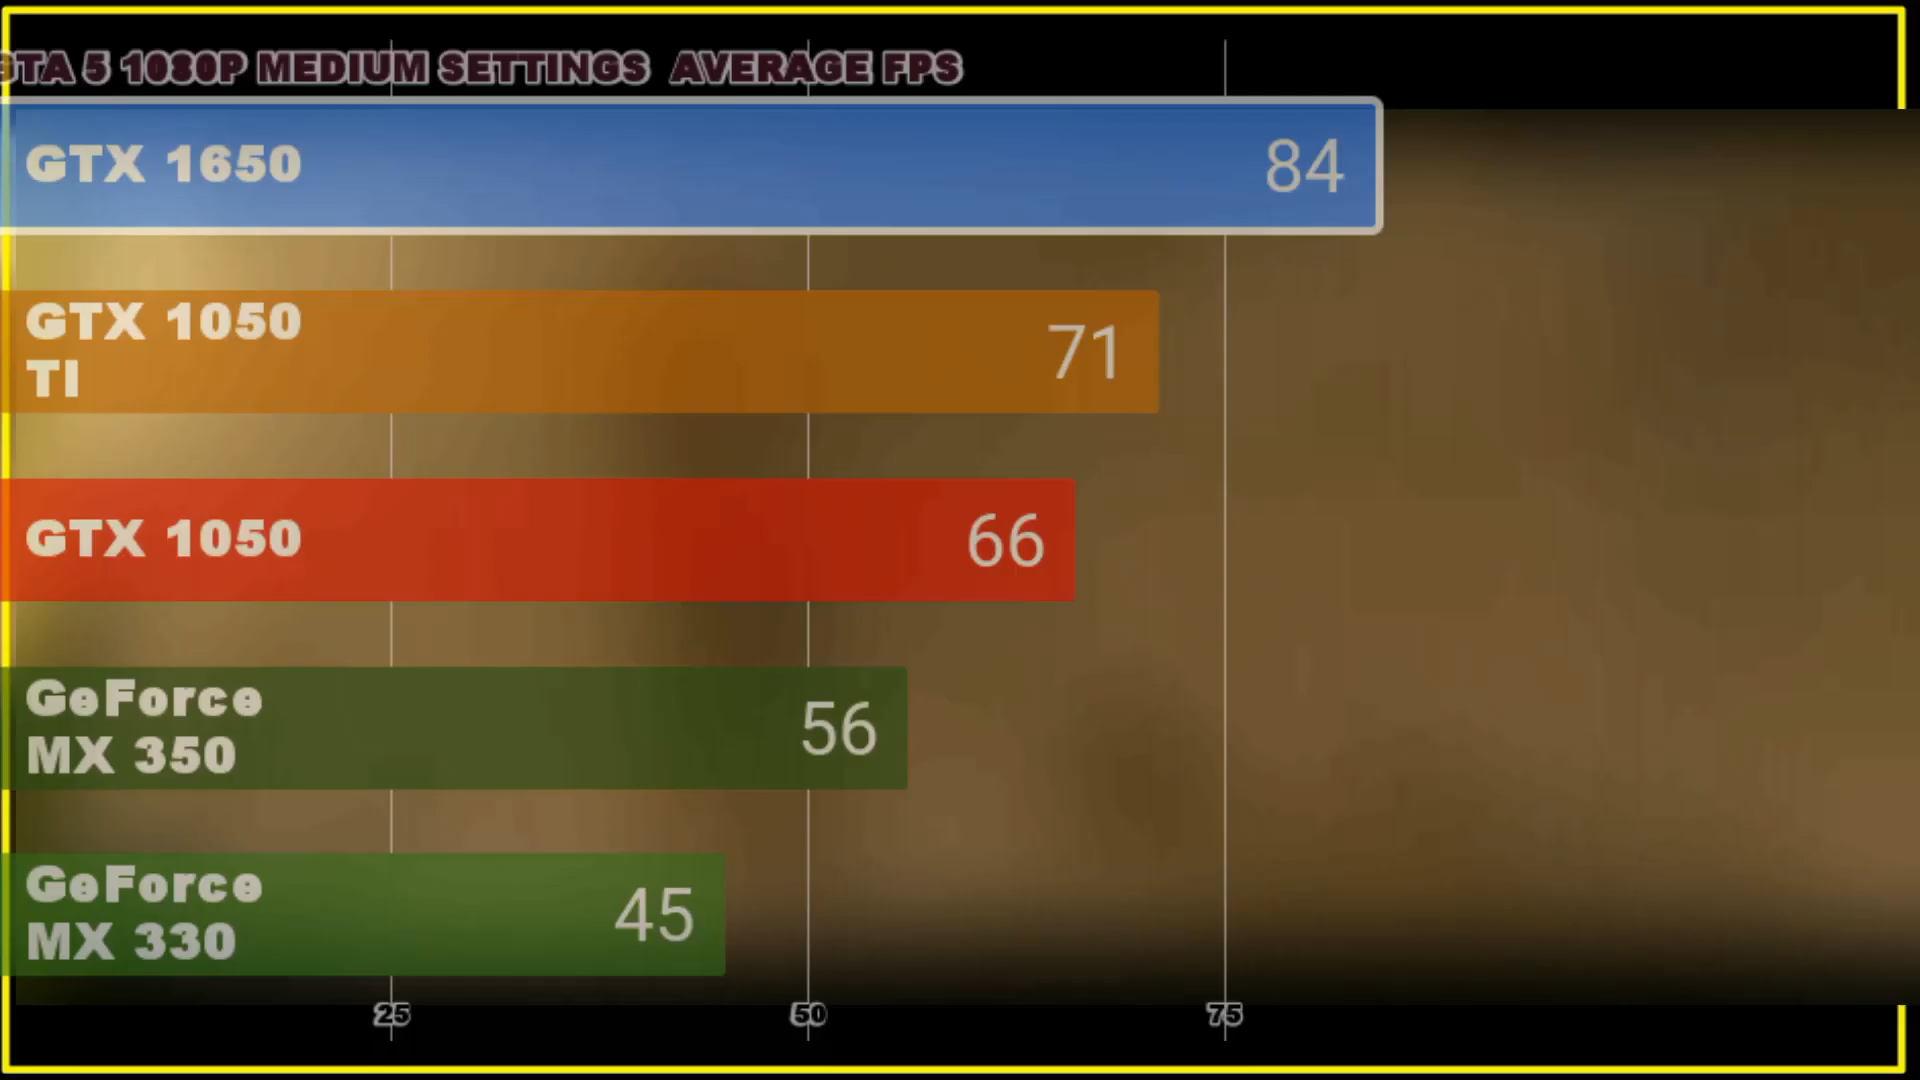 GTA 5 1080P MEDIUM SETTINGS AVERAGE FPS
GTX 1650
84
GTX 1050
TI
71
GTX 1050
66
GeForce
MX 350
56
GeForce
MX 330
45
25
50
75